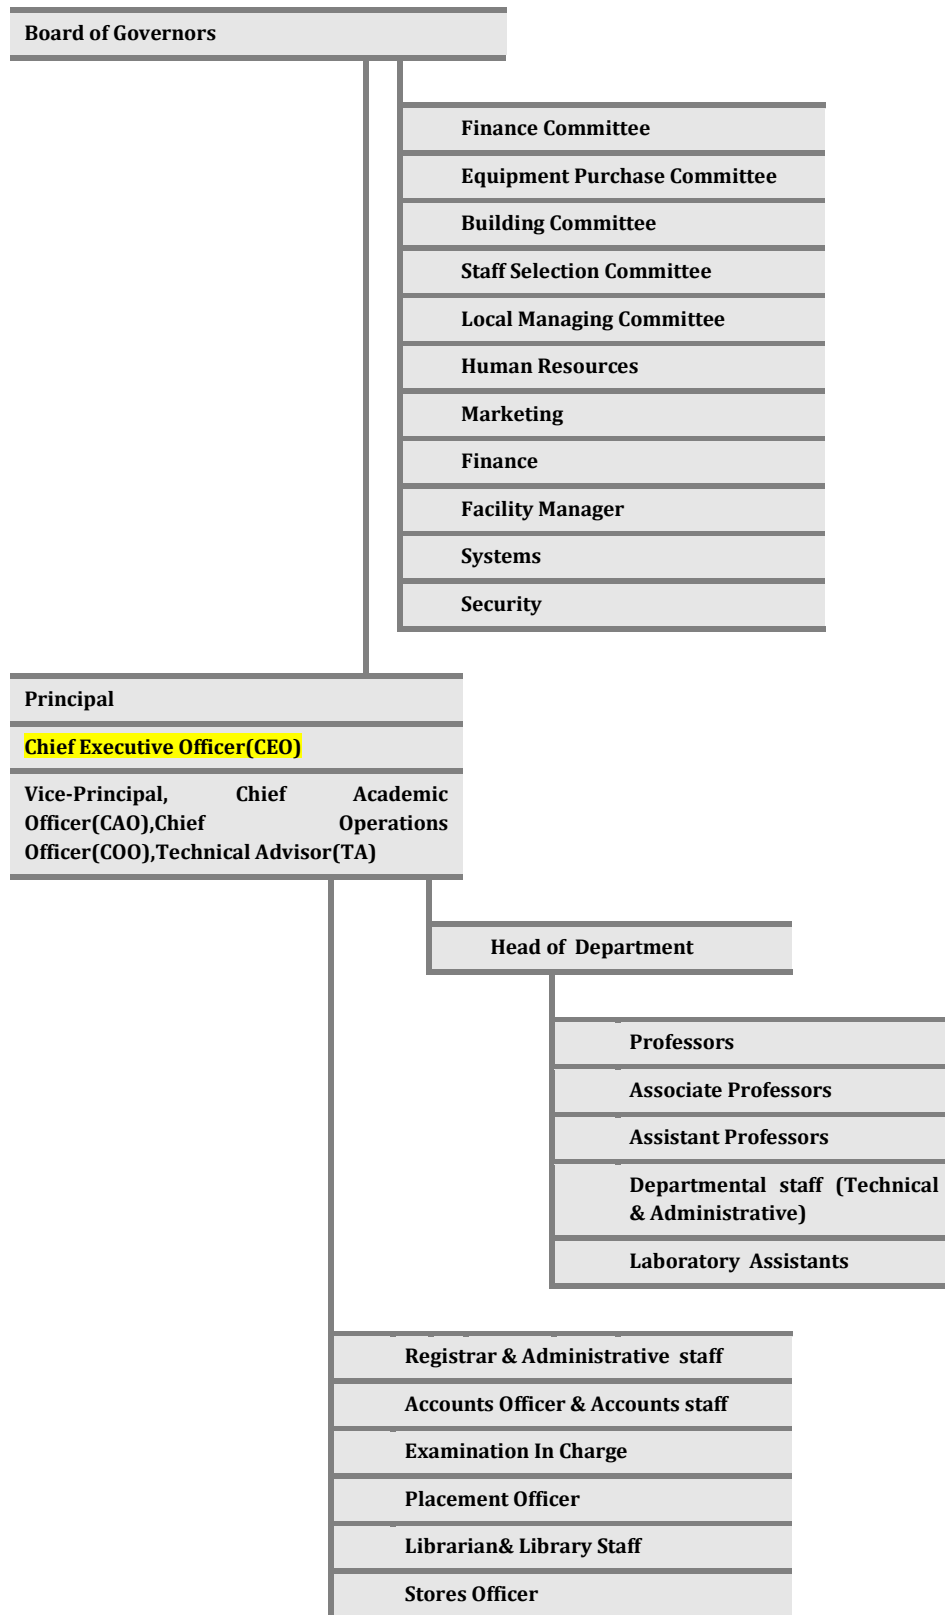 Board of Governors
Finance Committee
Equipment Purchase Committee
Building Committee
Staff Selection Committee
Local Managing Committee
Human Resources
Marketing
Finance
Facility Manager
Systems
Security
Principal
Chief Executive Officer(CEO)
Vice-Principal, Chief Academic
Officer(CAO),Chief Operations
Officer(COO),Technical Advisor(TA)
Head of Department
Professors
Associate Professors
Assistant Professors
Departmental staff (Technical
& Administrative)
Laboratory Assistants
Registrar & Administrative staff
Accounts Officer & Accounts staff
Examination In Charge
Placement Officer
Librarian& Library Staff
Stores Officer